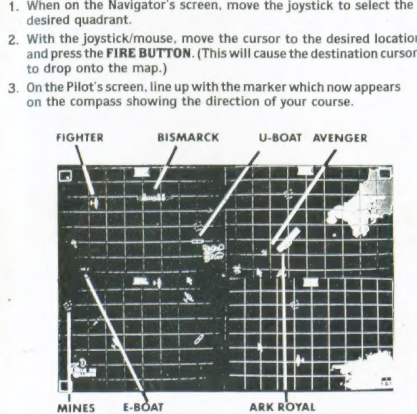 1. When on the Navigator's screen, move the joystick to select the
desired quadrant.
2. With the joystick/mouse, move the cursor to the desired location
and press the FIRE BUTTON. (This will cause the destination cursor
to drop onto the map.)
3. On the Pilot's screen, line up with the marker which now appears
on the compass showing the direction of your course.
FIGHTER BISMARCK U-BOAT AVENGER
MINES E-BOAT ARK ROYAL